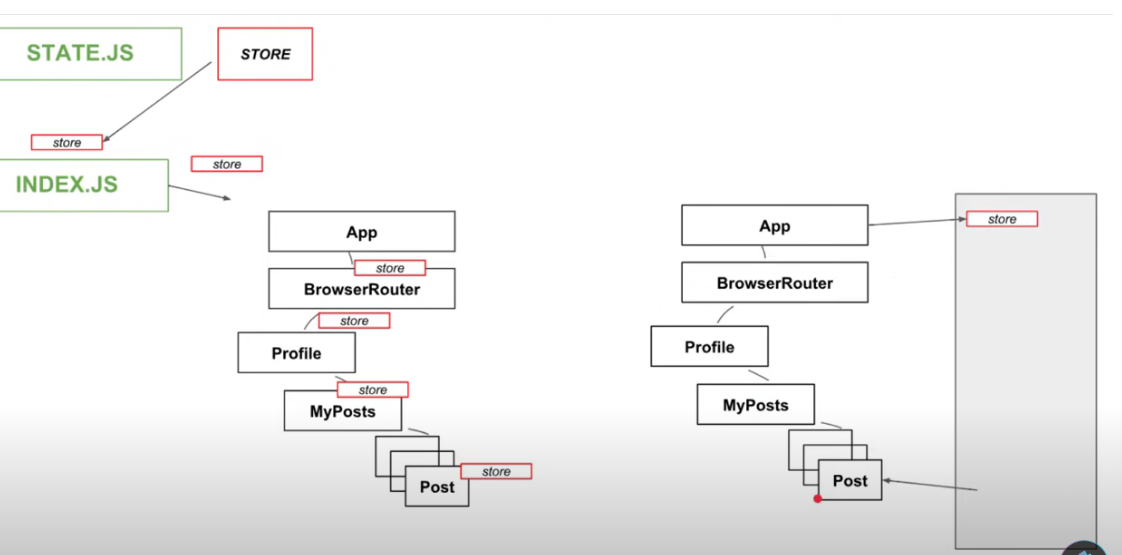 STATE.JS
STORE
store
store
INDEX.JS
App
store
BrowserRouter
store
Profile
store
MyPosts
store
Post
App
store
BrowserRouter
Profile
MyPosts
Post